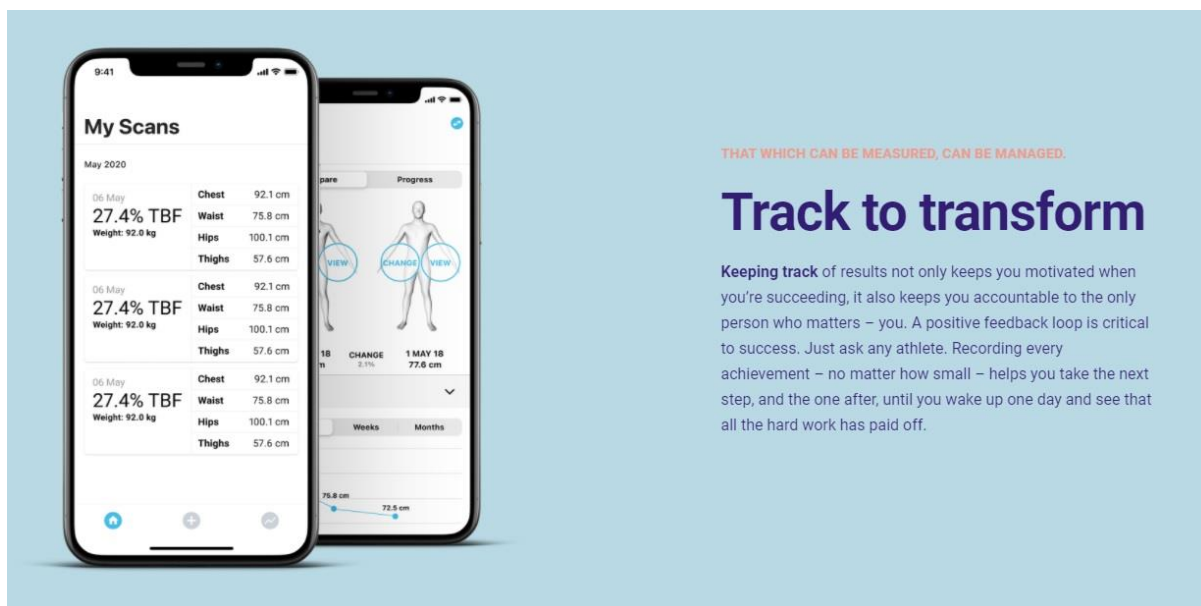 9:41
My Scans
May 2020
06 May
27.4% TBF
Weight: 92.0 kg
Chest 92.1 cm
Waist 75.8 cm
Hips 100.1 cm
Thighs 57.6 cm
06 May
27.4% TBF
Weight: 92.0 kg
Chest 92.1 cm
Waist 75.8 cm
Hips 100.1 cm
Thighs 57.6 cm
06 May
27.4% TBF
Weight: 92.0 kg
Chest 92.1 cm
Waist 75.8 cm
Hips 100.1 cm
Thighs 57.6 cm
pare Progress
VIEW CHANGE VIEW
18 CHANGE 1 MAY 18
2.1% 77.6 cm
Weeks Months
75.8 cm
72.5 cm
THAT WHICH CAN BE MEASURED, CAN BE MANAGED.
Track to transform
Keeping track of results not only keeps you motivated when
you’re succeeding, it also keeps you accountable to the only
person who matters – you. A positive feedback loop is critical
to success. Just ask any athlete. Recording every
achievement – no matter how small – helps you take the next
step, and the one after, until you wake up one day and see that
all the hard work has paid off.